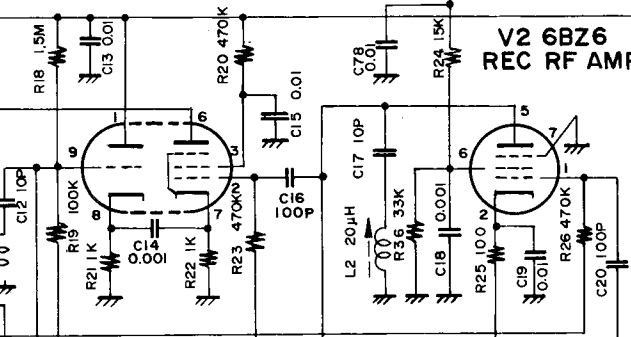 R18 1.5M
C13 0.01
R20 470K
C78 0.01
R24 15K
V2 6BZ6
REC RF AMP
1
6
C15 0.01
5
7
9
3
C17 10P
6
1
C12 10P
R19 100K
2
C16
100P
8
7
R23 470K
C14
0.001
R21 1K
R22 1K
L2 20μH
R36 33K
C18 0.001
2
R25 100
C19 0.01
R26 470K
C20 100P